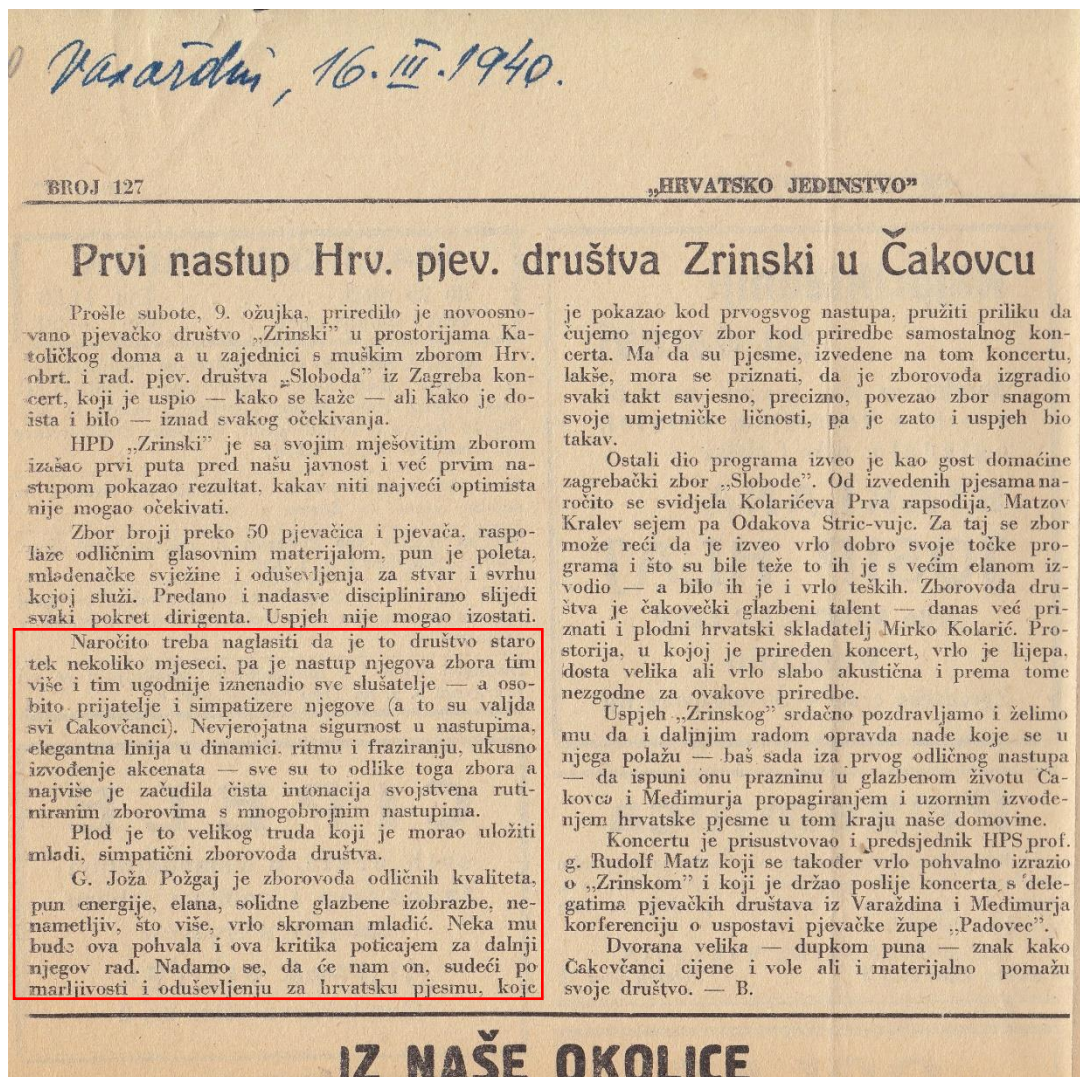 Varaždin, 16. III. 1940.
BROJ 127
„HRVATSKO JEDINSTVO”
Prvi nastup Hrv. pjev. društva Zrinski u Čakovcu
Prošle subote, 9. ožujka, priredilo je novoosno-
vano pjevačko društvo „Zrinski” u prostorijama Ka-
toličkog doma a u zajednici s muškim zborom Hrv.
obrt. i rad. pjev. društva „Sloboda” iz Zagreba kon-
cert, koji je uspio — kako se kaže — ali kako je do-
ista i bilo — iznad svakog očekivanja.
HPD „Zrinski” je sa svojim mješovitim zborom
izašao prvi puta pred našu javnost i već prvim na-
stupom pokazao rezultat, kakav niti najveći optimista
nije mogao očekivati.
Zbor broji preko 50 pjevačica i pjevača, raspo-
laže odličnim glasovnim materijalom, pun je poleta,
mladenačke svježine i oduševljenja za stvar i svrhu
kojoj služi. Predano i nadasve disciplinirano slijedi
svaki pokret dirigenta. Uspjeh nije mogao izostati.
Naročito treba naglasiti da je to društvo staro
tek nekoliko mjeseci, pa je nastup njegova zbora tim
više i tim ugodnije iznenadio sve slušatelje — a oso-
bito prijatelje i simpatizere njegove (a to su valjda
svi Čakovčanci). Nevjerojatna sigurnost u nastupima,
elegantna linija u dinamici, ritmu i fraziranju, ukusno
izvođenje akcenata — sve su to odlike toga zbora a
najviše je začudila čista intonacija svojstvena ruti-
niranim zborovima s mnogobrojnim nastupima.
Plod je to velikog truda koji je morao uložiti
mladi, simpatični zborovođa društva.
G. Joža Požgaj je zborovođa odličnih kvaliteta,
pun energije, elana, solidne glazbene izobrazbe, ne-
nametljiv, što više, vrlo skroman mladić. Neka mu
bude ova pohvala i ova kritika poticajem za dalnji
njegov rad. Nadamo se, da će nam on, sudeći po
marljivosti i oduševljenju za hrvatsku pjesmu, koje
je pokazao kod prvogsvog nastupa, pružiti priliku da
čujemo njegov zbor kod priredbe samostalnog kon-
certa. Ma da su pjesme, izvedene na tom koncertu,
lakše, mora se priznati, da je zborovođa izgradio
svaki takt savjesno, precizno, povezao zbor snagom
svoje umjetničke ličnosti, pa je zato i uspjeh bio
takav.
Ostali dio programa izveo je kao gost domaćine
zagrebački zbor „Slobode”. Od izvedenih pjesama na-
ročito se svidjela Kolarićeva Prva rapsodija, Matzov
Kralev sejem pa Odakova Stric-vujc. Za taj se zbor
može reći da je izveo vrlo dobro svoje točke pro-
grama i što su bile teže to ih je s većim elanom iz-
vodio — a bilo ih je i vrlo teških. Zborovođa dru-
štva je čakovečki glazbeni talent — danas već pri-
znati i plodni hrvatski skladatelj Mirko Kolarić. Pro-
storija, u kojoj je priređen koncert, vrlo je lijepa,
dosta velika ali vrlo slabo akustična i prema tome
nezgodne za ovakove priredbe.
Uspjeh „Zrinskog” srdačno pozdravljamo i želimo
mu da i daljnjim radom opravda nade koje se u
njega polažu — baš sada iza prvog odličnog nastupa
— da ispuni onu prazninu u glazbenom životu Ča-
kovca i Međimurja propagiranjem i uzornim izvođe-
njem hrvatske pjesme u tom kraju naše domovine.
Koncertu je prisustvovao i predsjednik HPS prof.
g. Rudolf Matz koji se također vrlo pohvalno izrazio
o „Zrinskom” i koji je držao poslije koncerta s dele-
gatima pjevačkih društava iz Varaždina i Međimurja
konferenciju o uspostavi pjevačke župe „Padovec”.
Dvorana velika — dupkom puna — znak kako
Čakovčanci cijene i vole ali i materijalno pomažu
svoje društvo. — B.
IZ NAŠE OKOLICE